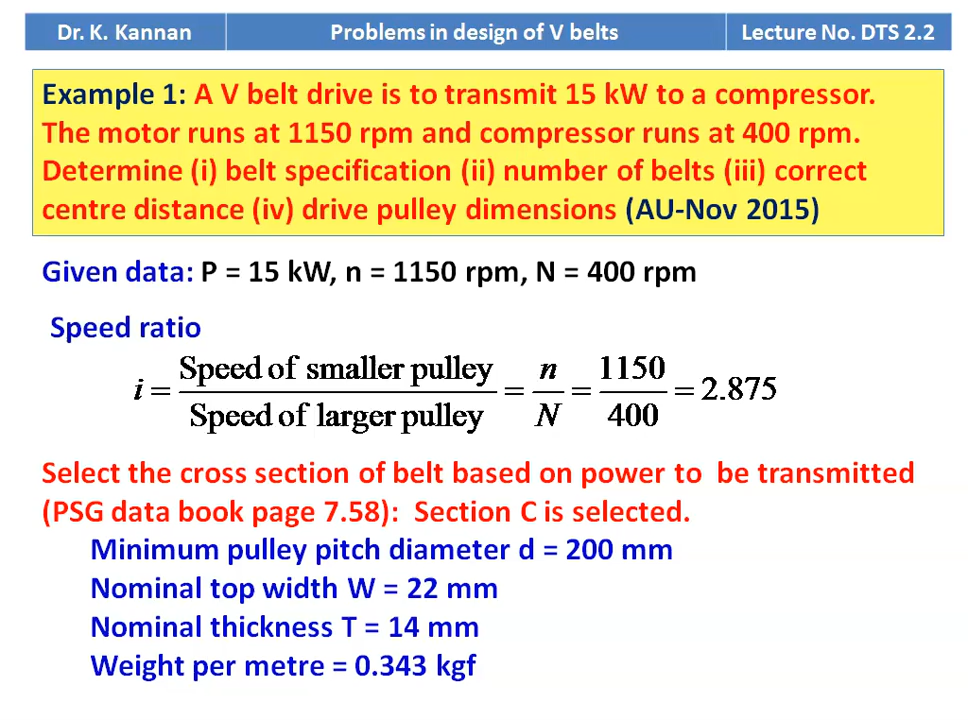 Dr. K. Kannan Problems in design of V belts Lecture No. DTS 2.2
Example 1: A V belt drive is to transmit 15 kW to a compressor.
The motor runs at 1150 rpm and compressor runs at 400 rpm.
Determine (i) belt specification (ii) number of belts (iii) correct
centre distance (iv) drive pulley dimensions (AU-Nov 2015)
Given data: P = 15 kW, n = 1150 rpm, N = 400 rpm
Speed ratio
i = Speed of smaller pulley / Speed of larger pulley = n / N = 1150 / 400 = 2.875
Select the cross section of belt based on power to be transmitted
(PSG data book page 7.58): Section C is selected.
Minimum pulley pitch diameter d = 200 mm
Nominal top width W = 22 mm
Nominal thickness T = 14 mm
Weight per metre = 0.343 kgf